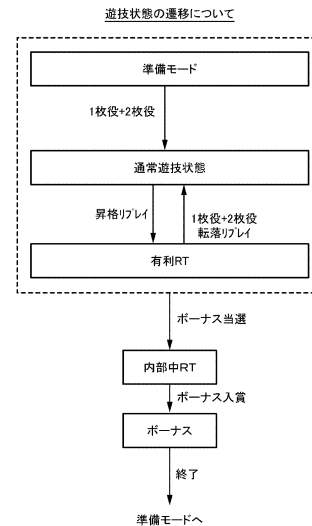 遊技状態の遷移について
準備モード
1枚役+2枚役
通常遊技状態
昇格リプレイ
1枚役+2枚役
転落リプレイ
有利RT
ボーナス当選
内部中RT
ボーナス入賞
ボーナス
終了
準備モードへ